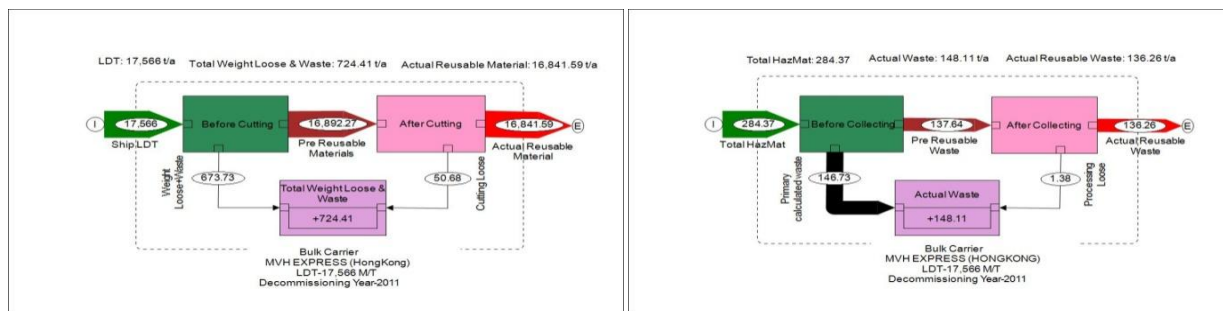 LDT: 17,566 t/a Total Weight Loose & Waste: 724.41 t/a Actual Reusable Material: 16,841.59 t/a
I 17,566 Before Cutting 16,892.27 After Cutting 16,841.59 E
Ship LDT
Pre Reusable
Materials
Actual Reusable
Material
Weight
Loose+Waste
673.73
50.68
Cutting Loose
Total Weight Loose &
Waste
+724.41
Bulk Carrier
MVH EXPRESS (HongKong)
LDT-17,566 M/T
Decommissioning Year-2011
Total HazMat: 284.37 Actual Waste: 148.11 t/a Actual Reusable Waste: 136.26 t/a
I 284.37 Before Collecting 137.64 After Collecting 136.26 E
Total HazMat
Pre Reusable
Waste
Actual Reusable
Waste
Primary
calculated waste
146.73
1.38
Processing
Loose
Actual Waste
+148.11
Bulk Carrier
MVH EXPRESS (HONGKONG)
LDT-17,566 M/T
Decommissioning Year-2011